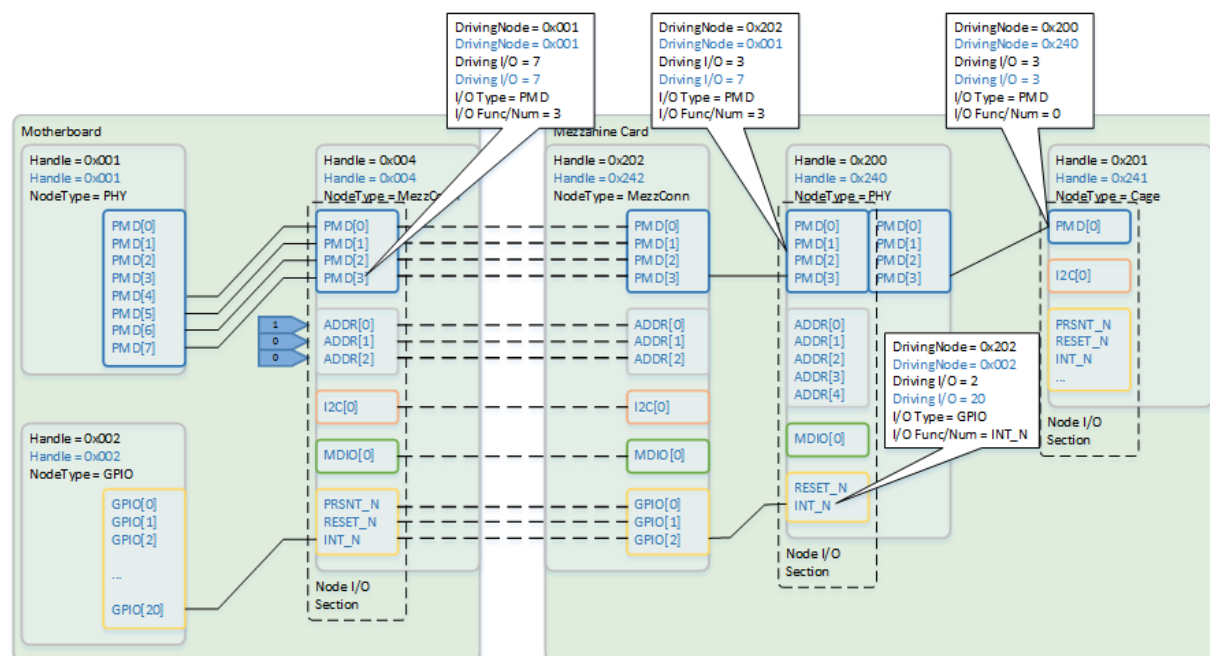 DrivingNode = 0x001
DrivingNode = 0x001
Driving I/O = 7
Driving I/O = 7
I/O Type = PMD
I/O Func/Num = 3
DrivingNode = 0x202
DrivingNode = 0x001
Driving I/O = 3
Driving I/O = 7
I/O Type = PMD
I/O Func/Num = 3
DrivingNode = 0x200
DrivingNode = 0x240
Driving I/O = 3
Driving I/O = 3
I/O Type = PMD
I/O Func/Num = 0
Motherboard
Handle = 0x001
Handle = 0x001
NodeType = PHY
PMD[0]
PMD[1]
PMD[2]
PMD[3]
PMD[4]
PMD[5]
PMD[6]
PMD[7]
Handle = 0x002
Handle = 0x002
NodeType = GPIO
GPIO[0]
GPIO[1]
GPIO[2]
...
GPIO[20]
Handle = 0x004
Handle = 0x004
NodeType = MezzConn
PMD[0]
PMD[1]
PMD[2]
PMD[3]
1
0
0
ADDR[0]
ADDR[1]
ADDR[2]
I2C[0]
MDIO[0]
PRSNT_N
RESET_N
INT_N
Node I/O
Section
Mezzanine Card
Handle = 0x202
Handle = 0x242
NodeType = MezzConn
PMD[0]
PMD[1]
PMD[2]
PMD[3]
ADDR[0]
ADDR[1]
ADDR[2]
I2C[0]
MDIO[0]
GPIO[0]
GPIO[1]
GPIO[2]
Handle = 0x200
Handle = 0x240
NodeType = PHY
PMD[0]
PMD[1]
PMD[2]
PMD[3]
PMD[0]
PMD[1]
PMD[2]
PMD[3]
ADDR[0]
ADDR[1]
ADDR[2]
ADDR[3]
ADDR[4]
MDIO[0]
RESET_N
INT_N
Node I/O
Section
DrivingNode = 0x202
DrivingNode = 0x002
Driving I/O = 2
Driving I/O = 20
I/O Type = GPIO
I/O Func/Num = INT_N
Handle = 0x201
Handle = 0x241
NodeType = Cage
PMD[0]
I2C[0]
PRSNT_N
RESET_N
INT_N
...
Node I/O
Section